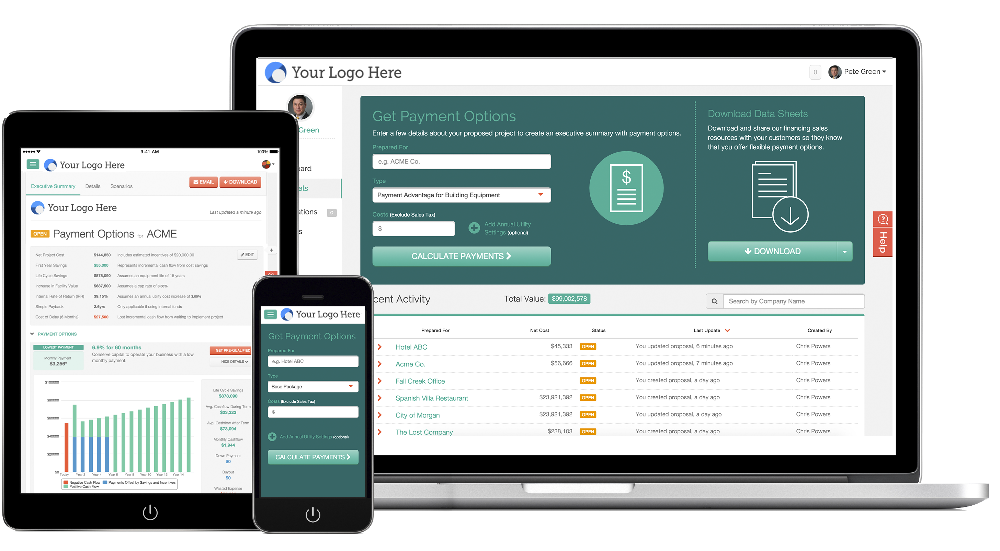 Your Logo Here
0
Pete Green
Green
Get Payment Options
Enter a few details about your proposed project to create an executive summary with payment options.
Prepared For
e.g. ACME Co.
Type
Payment Advantage for Building Equipment
Costs (Exclude Sales Tax)
$
Add Annual Utility
Settings (optional)
CALCULATE PAYMENTS
$
Download Data Sheets
Download and share our financing sales
resources with your customers so they know
that you offer flexible payment options.
DOWNLOAD
? Help
0
Total Value: $99,002,578
Activity
Search by Company Name
Prepared For Net Cost Status Last Update Created By
Hotel ABC $45,333 OPEN You updated proposal, 6 minutes ago Chris Powers
Acme Co. $56,666 OPEN You updated proposal, 7 minutes ago Chris Powers
Fall Creek Office OPEN You created proposal, a day ago Chris Powers
Spanish Villa Restaurant $23,921,392 OPEN You created proposal, a day ago Chris Powers
City of Morgan $23,921,392 OPEN You updated proposal, a day ago Chris Powers
The Lost Company $238,103 OPEN You created proposal, a day ago Chris Powers
9:41 AM 100%
Your Logo Here
Executive Summary Details Scenarios EMAIL DOWNLOAD
Your Logo Here
Last updated a minute ago
OPEN Payment Options for ACME
EDIT
Net Project Cost $144,850 Includes estimated incentives of $20,000.00
First Year Savings $55,000 Represents incremental cash flow from cost savings
Life Cycle Savings $878,090 Assumes an equipment life of 15 years
Increase in Facility Value $687,500 Assumes a cap rate of 8.00%
Internal Rate of Return (IRR) 39.15% Assumes an annual utility cost increase of 3.00%
Simple Payback 2.6yrs Only applicable if using internal funds
Cost of Delay (6 Months) $27,500 Lost incremental cash flow from waiting to implement project
PAYMENT OPTIONS
LOWEST PAYMENT
Monthly Payment
$3,256*
6.9% for 60 months
Conserve capital to operate your business with a low
monthly payment.
GET PRE-QUALIFIED
HIDE DETAILS
$100000
$80000
$60000
$40000
$20000
$0
Today Year 2 Year 4 Year 6 Year 8 Year 10 Year 12 Year 14
Negative Cash Flow Payments Offset by Savings and Incentives
Positive Cash Flow
Life Cycle Savings
$878,090
Avg. Cashflow During Term
$23,323
Avg. Cashflow After Term
$73,094
Monthly Cashflow
$1,944
Down Payment
$0
Buyout
$0
Wasted Expense
Your Logo Here
Get Payment Options
Prepared For
e.g. Hotel ABC
Type
Base Package
Costs (Exclude Sales Tax)
$
Add Annual Utility Settings (optional)
CALCULATE PAYMENTS